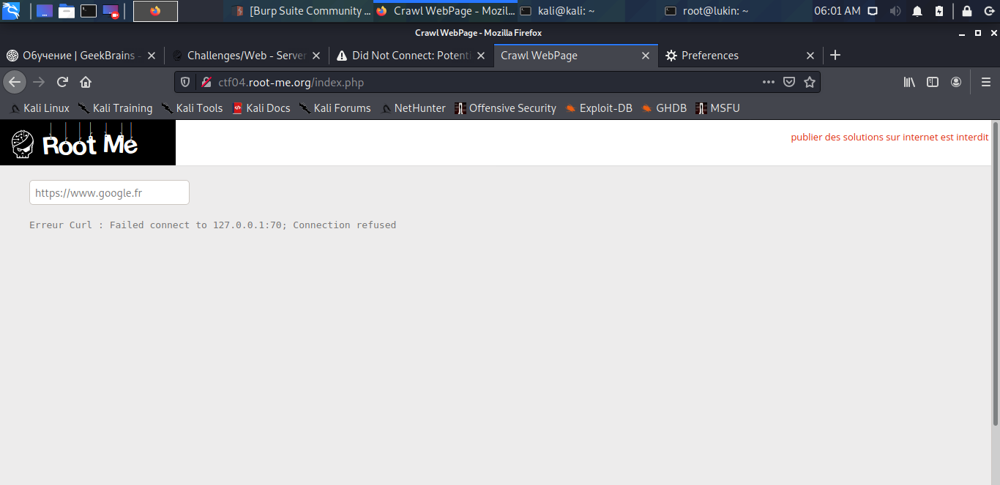 [Burp Suite Community ...
Crawl WebPage - Mozil...
kali@kali: ~
root@lukin: ~
06:01 AM
Crawl WebPage - Mozilla Firefox
Обучение | GeekBrains -
Challenges/Web - Server
Did Not Connect: Potenti
Crawl WebPage
Preferences
ctf04.root-me.org/index.php
Kali Linux
Kali Training
Kali Tools
Kali Docs
Kali Forums
NetHunter
Offensive Security
Exploit-DB
GHDB
MSFU
Root Me
publier des solutions sur internet est interdit
https://www.google.fr
Erreur Curl : Failed connect to 127.0.0.1:70; Connection refused